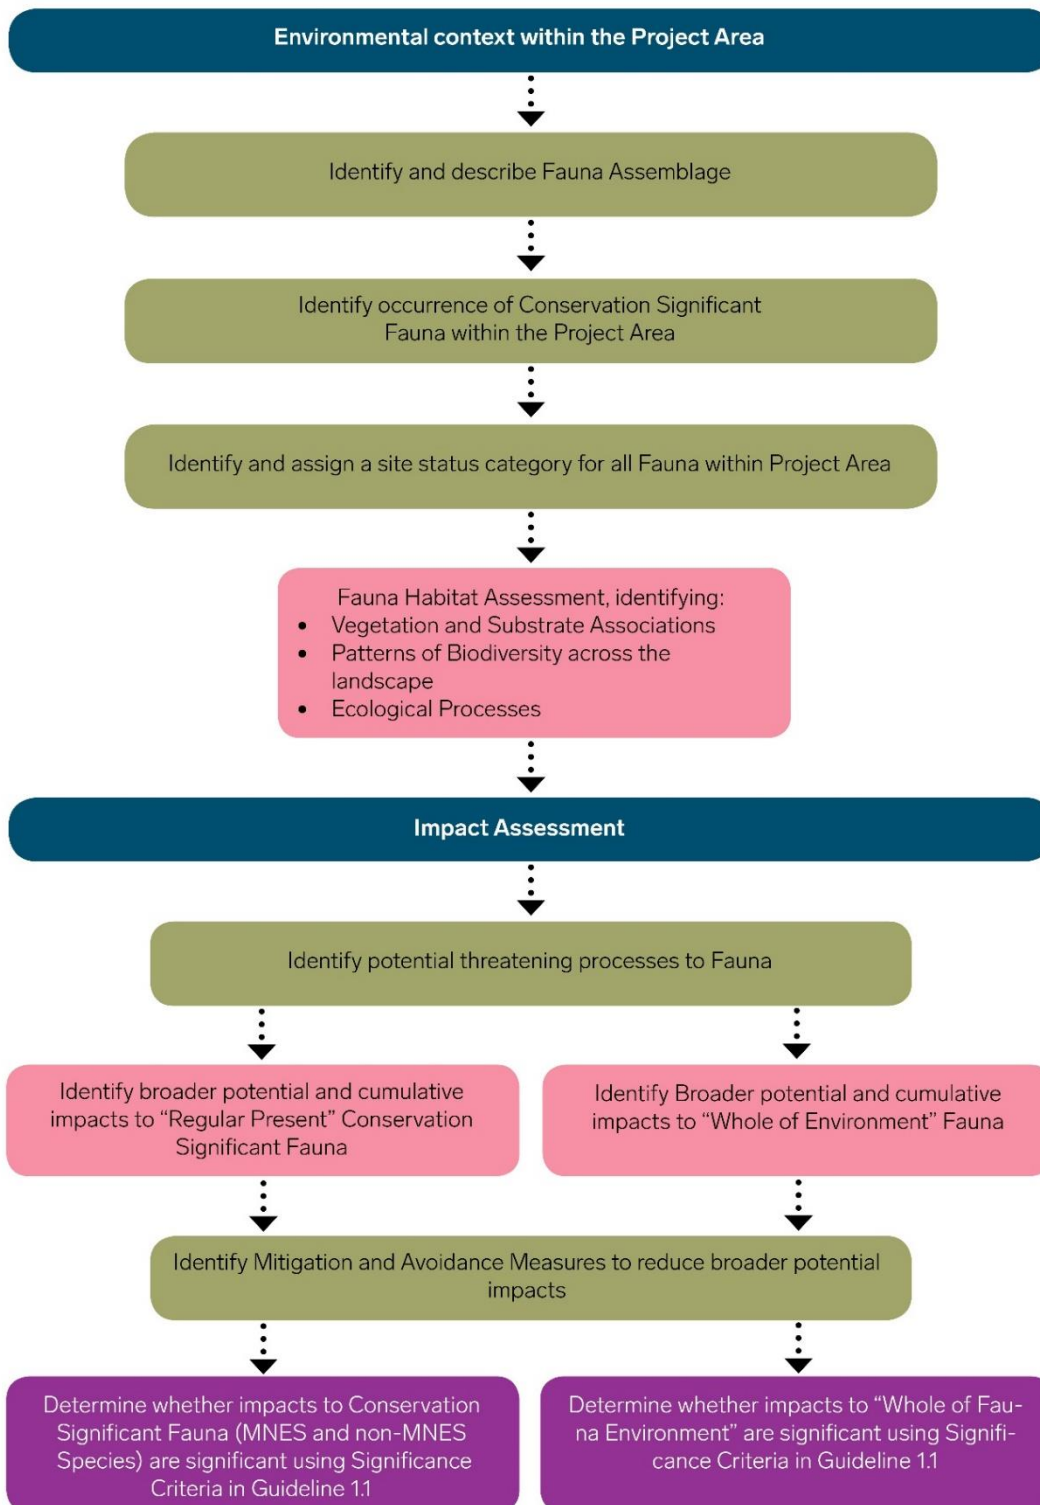 Environmental context within the Project Area
Identify and describe Fauna Assemblage
Identify occurrence of Conservation Significant
Fauna within the Project Area
Identify and assign a site status category for all Fauna within Project Area
Fauna Habitat Assessment, identifying:
• Vegetation and Substrate Associations
• Patterns of Biodiversity across the
landscape
• Ecological Processes
Impact Assessment
Identify potential threatening processes to Fauna
Identify broader potential and cumulative
impacts to “Regular Present” Conservation
Significant Fauna
Identify Broader potential and cumulative
impacts to “Whole of Environment” Fauna
Identify Mitigation and Avoidance Measures to reduce broader potential
impacts
Determine whether impacts to Conservation
Significant Fauna (MNES and non-MNES
Species) are significant using Significance
Criteria in Guideline 1.1
Determine whether impacts to “Whole of Fau-
na Environment” are significant using Signifi-
cance Criteria in Guideline 1.1